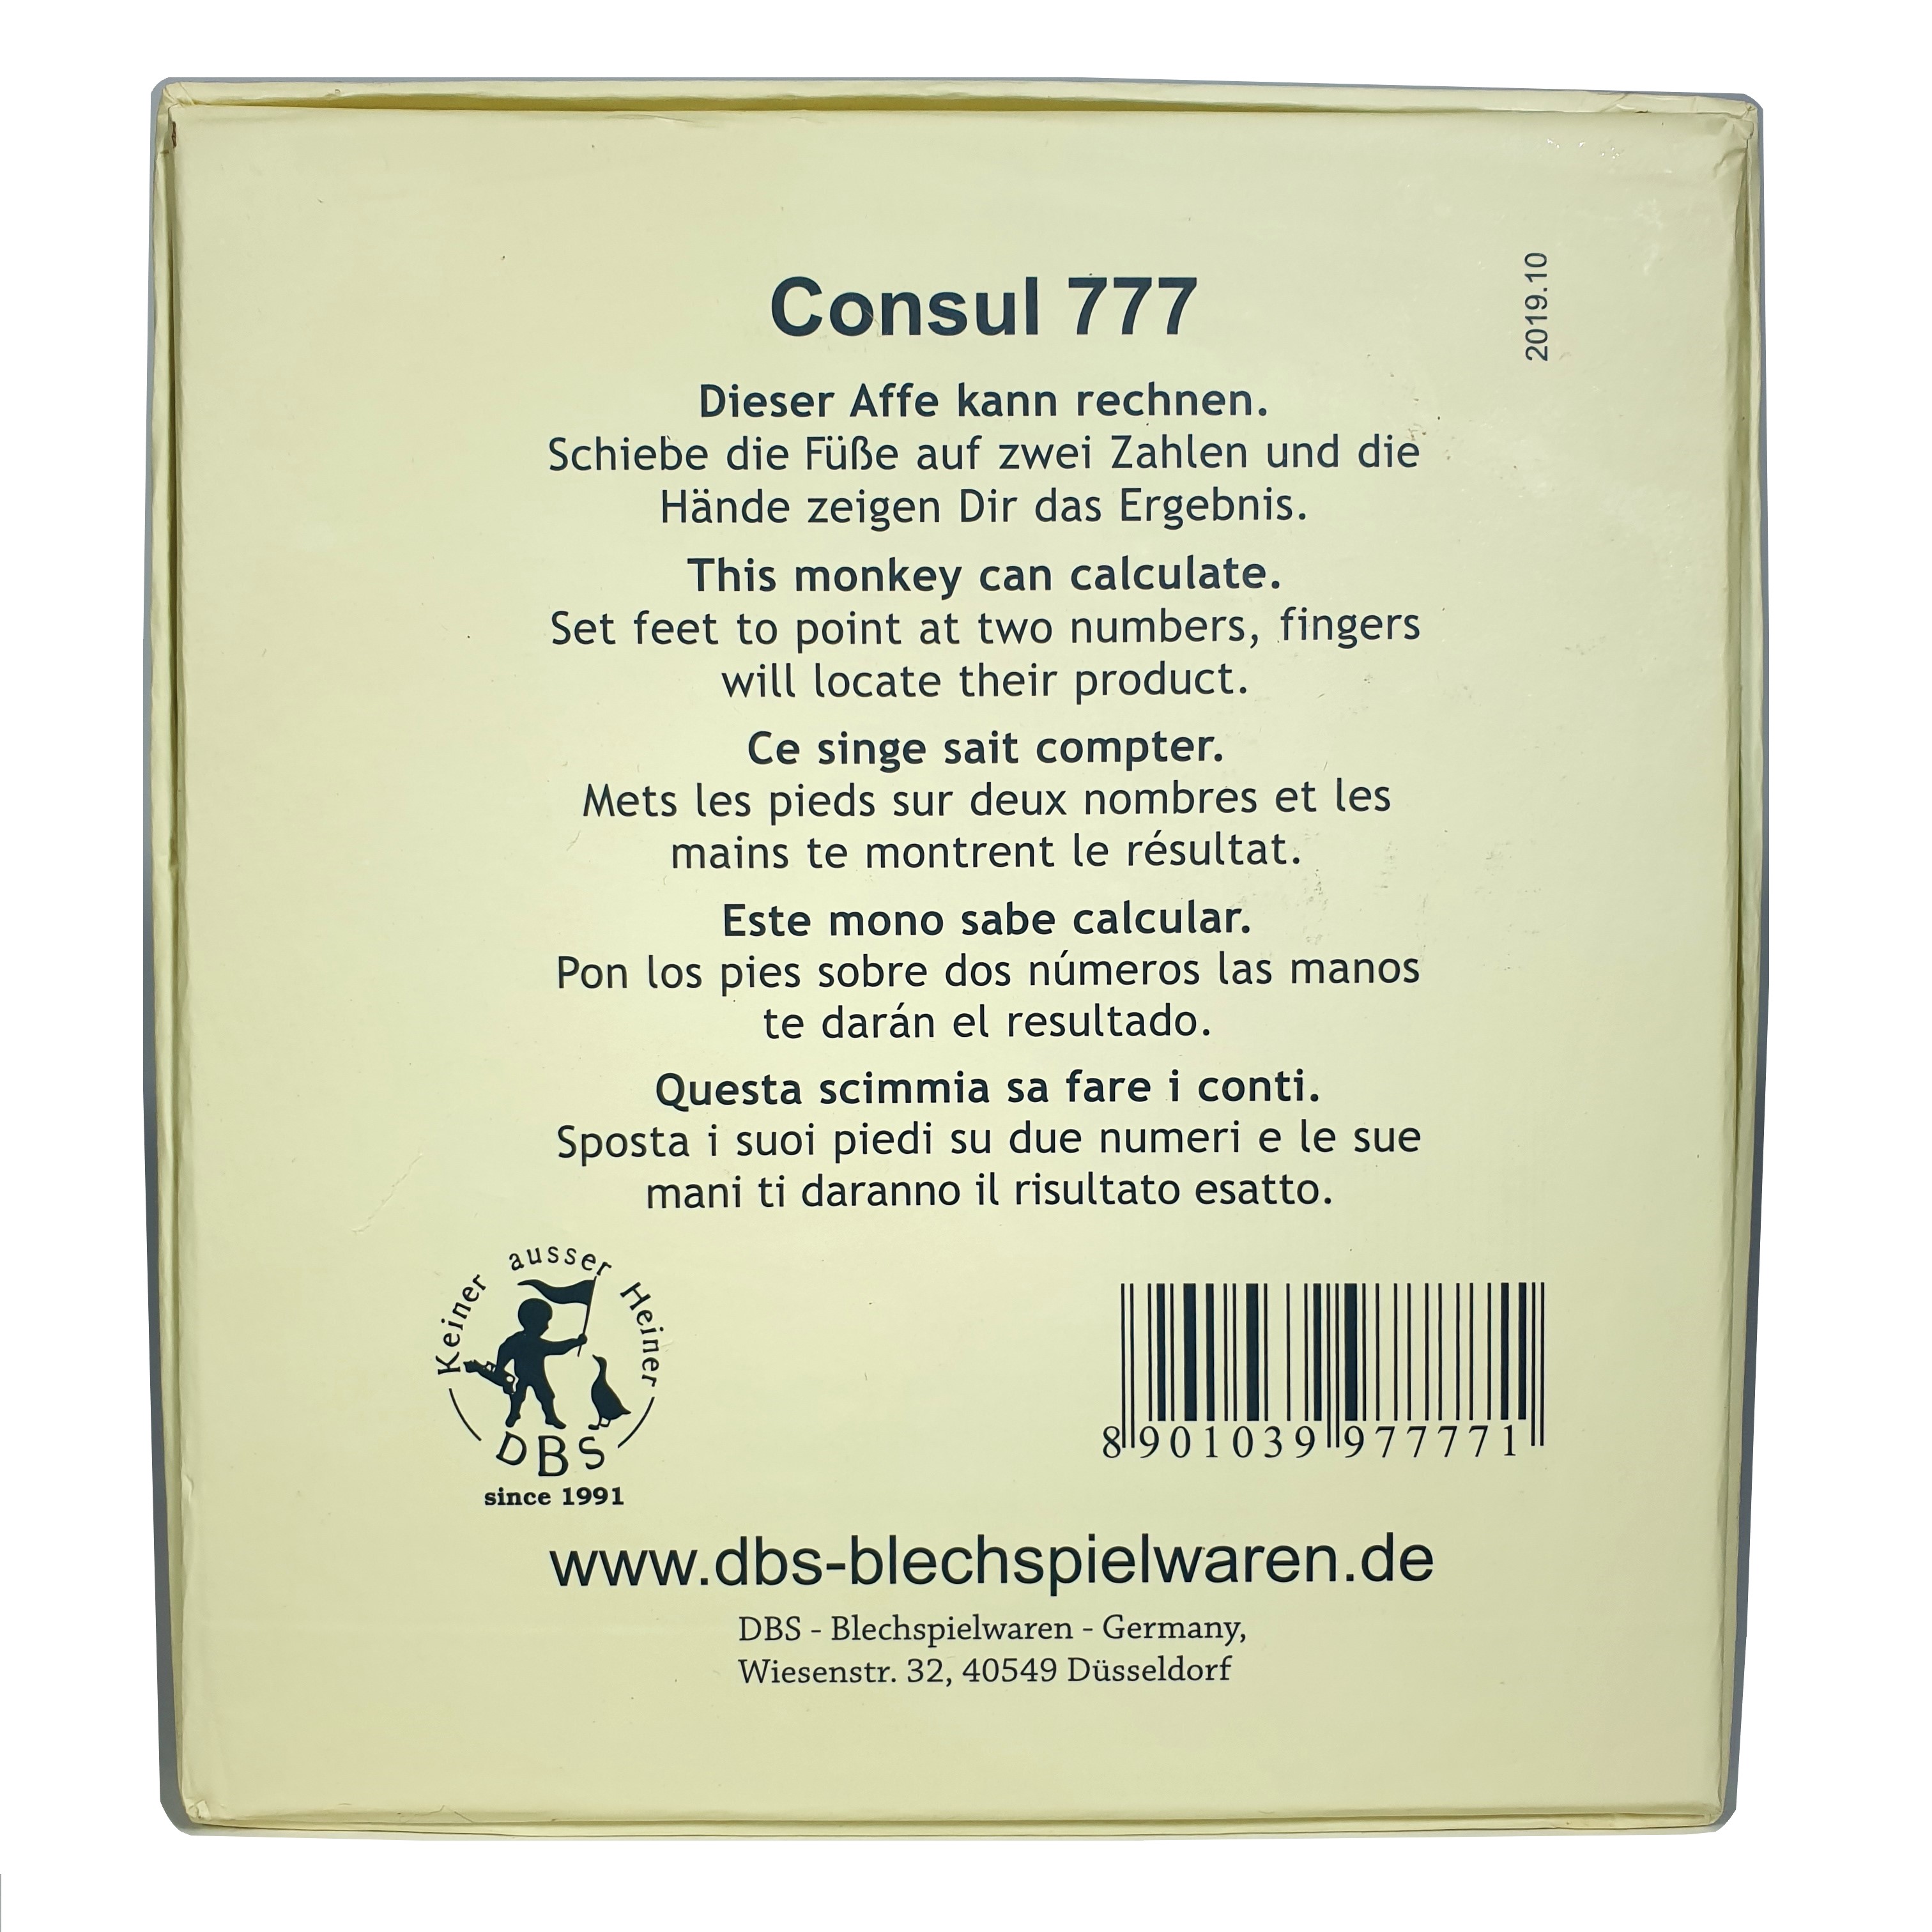 Consul 777
2019.10
Dieser Affe kann rechnen.
Schiebe die Füße auf zwei Zahlen und die
Hände zeigen Dir das Ergebnis.
This monkey can calculate.
Set feet to point at two numbers, fingers
will locate their product.
Ce singe sait compter.
Mets les pieds sur deux nombres et les
mains te montrent le résultat.
Este mono sabe calcular.
Pon los pies sobre dos números las manos
te darán el resultado.
Questa scimmia sa fare i conti.
Sposta i suoi piedi su due numeri e le sue
mani ti daranno il risultato esatto.
Keiner ausser Heiner
DBS
since 1991
8 901039 977771
www.dbs-blechspielwaren.de
DBS - Blechspielwaren - Germany,
Wiesenstr. 32, 40549 Düsseldorf